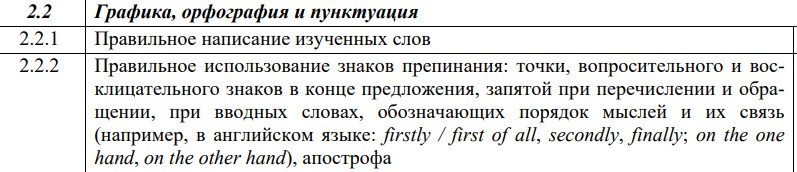 2.2 Графика, орфография и пунктуация
2.2.1 Правильное написание изученных слов
2.2.2 Правильное использование знаков препинания: точки, вопросительного и вос-
клицательного знаков в конце предложения, запятой при перечислении и обра-
щении, при вводных словах, обозначающих порядок мыслей и их связь
(например, в английском языке: firstly / first of all, secondly, finally; on the one
hand, on the other hand), апострофа